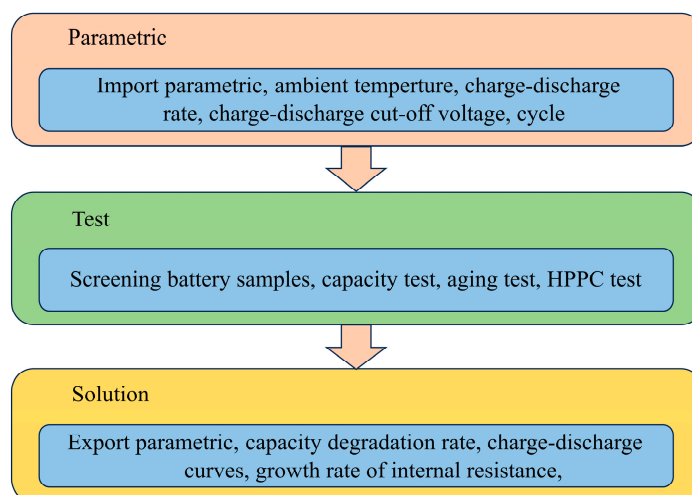 Parametric
Import parametric, ambient temperture, charge-discharge
rate, charge-discharge cut-off voltage, cycle
Test
Screening battery samples, capacity test, aging test, HPPC test
Solution
Export parametric, capacity degradation rate, charge-discharge
curves, growth rate of internal resistance,